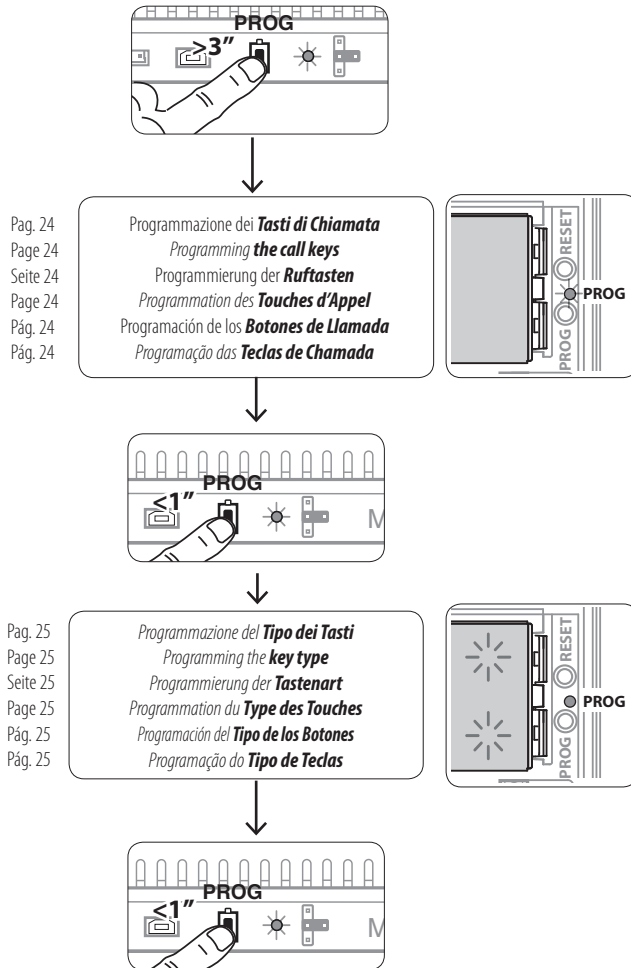 PROG
>3"
Pag. 24
Page 24
Seite 24
Page 24
Pág. 24
Pág. 24
Programmazione dei Tasti di Chiamata
Programming the call keys
Programmierung der Ruftasten
Programmation des Touches d'Appel
Programación de los Botones de Llamada
Programação das Teclas de Chamada
RESET
PROG
PROG
PROG
<1"
M
Pag. 25
Page 25
Seite 25
Page 25
Pág. 25
Pág. 25
Programmazione del Tipo dei Tasti
Programming the key type
Programmierung der Tastenart
Programmation du Type des Touches
Programación del Tipo de los Botones
Programação do Tipo de Teclas
RESET
PROG
PROG
PROG
<1"
M